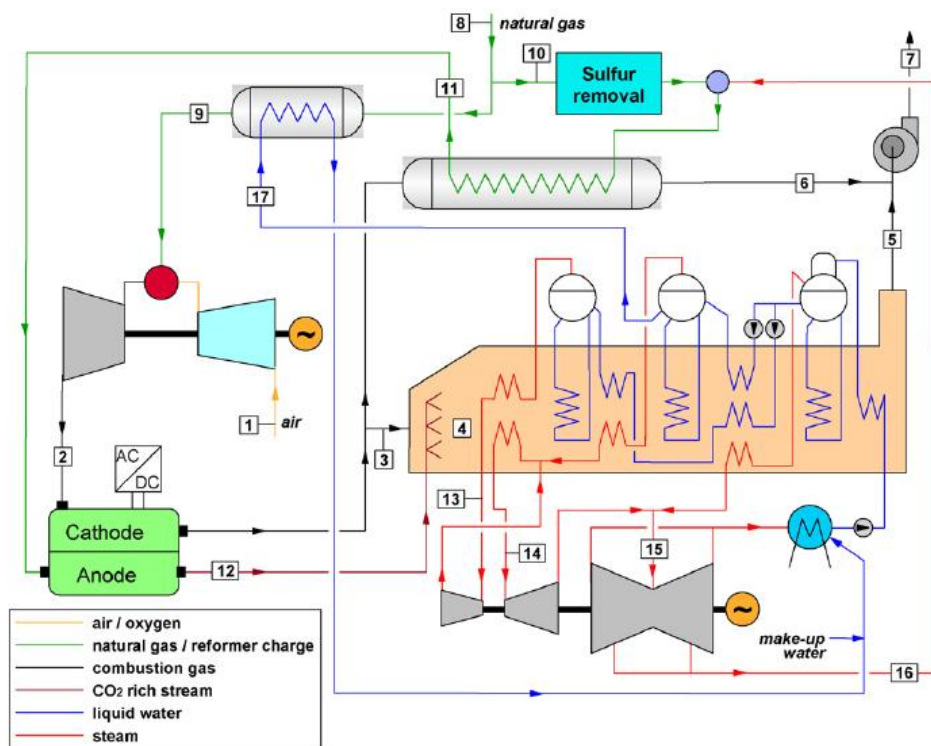 8
natural gas
10
7
Sulfur
removal
11
9
6
17
5
1
air
4
2
3
AC
DC
13
Cathode
14
15
Anode
12
air / oxygen
natural gas / reformer charge
combustion gas
CO2 rich stream
liquid water
steam
make-up
water
16
~
~